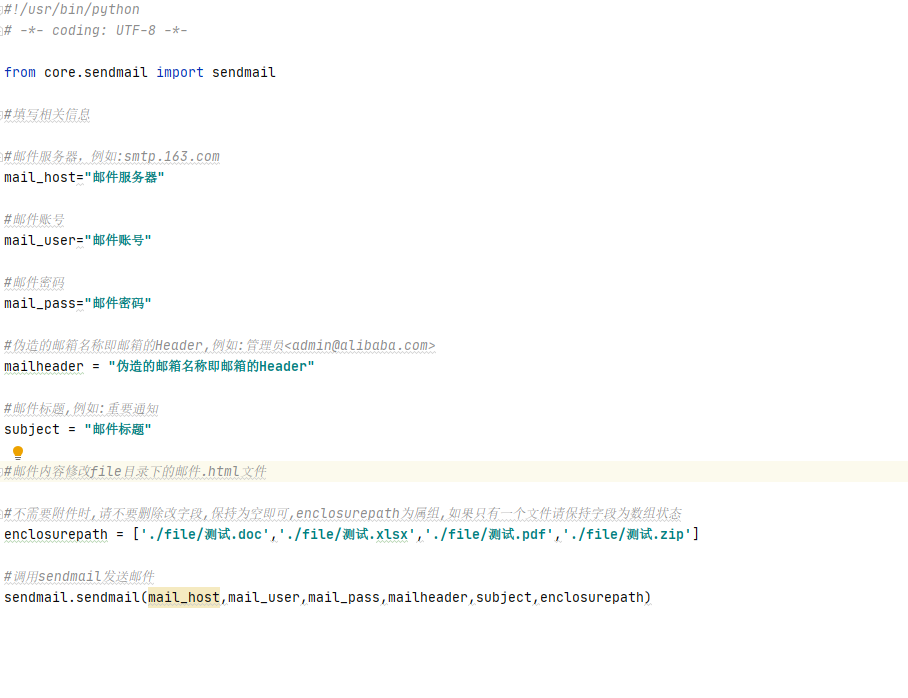 #!/usr/bin/python
# -*- coding: UTF-8 -*-
from core.sendmail import sendmail
#填写相关信息
#邮件服务器，例如:smtp.163.com
mail_host="邮件服务器"
#邮件账号
mail_user="邮件账号"
#邮件密码
mail_pass="邮件密码"
#伪造的邮箱名称即邮箱的Header,例如:管理员<admin@alibaba.com>
mailheader = "伪造的邮箱名称即邮箱的Header"
#邮件标题,例如:重要通知
subject = "邮件标题"
#邮件内容修改file目录下的邮件.html文件
#不需要附件时,请不要删除改字段,保持为空即可,enclosurepath为属组,如果只有一个文件请保持字段为数组状态
enclosurepath = ['./file/测试.doc','./file/测试.xlsx','./file/测试.pdf','./file/测试.zip']
#调用sendmail发送邮件
sendmail.sendmail(mail_host,mail_user,mail_pass,mailheader,subject,enclosurepath)